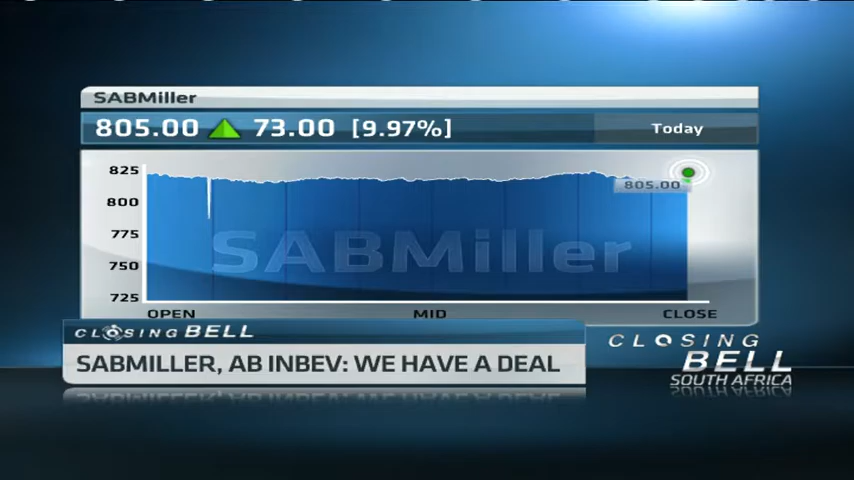 SABMiller
805.00 73.00 [9.97%] Today
825
800
775
750
725
805.00
SABMiller
OPEN MID CLOSE
CLOSING BELL
SABMILLER, AB INBEV: WE HAVE A DEAL
CLOSING
BELL
SOUTH AFRICA